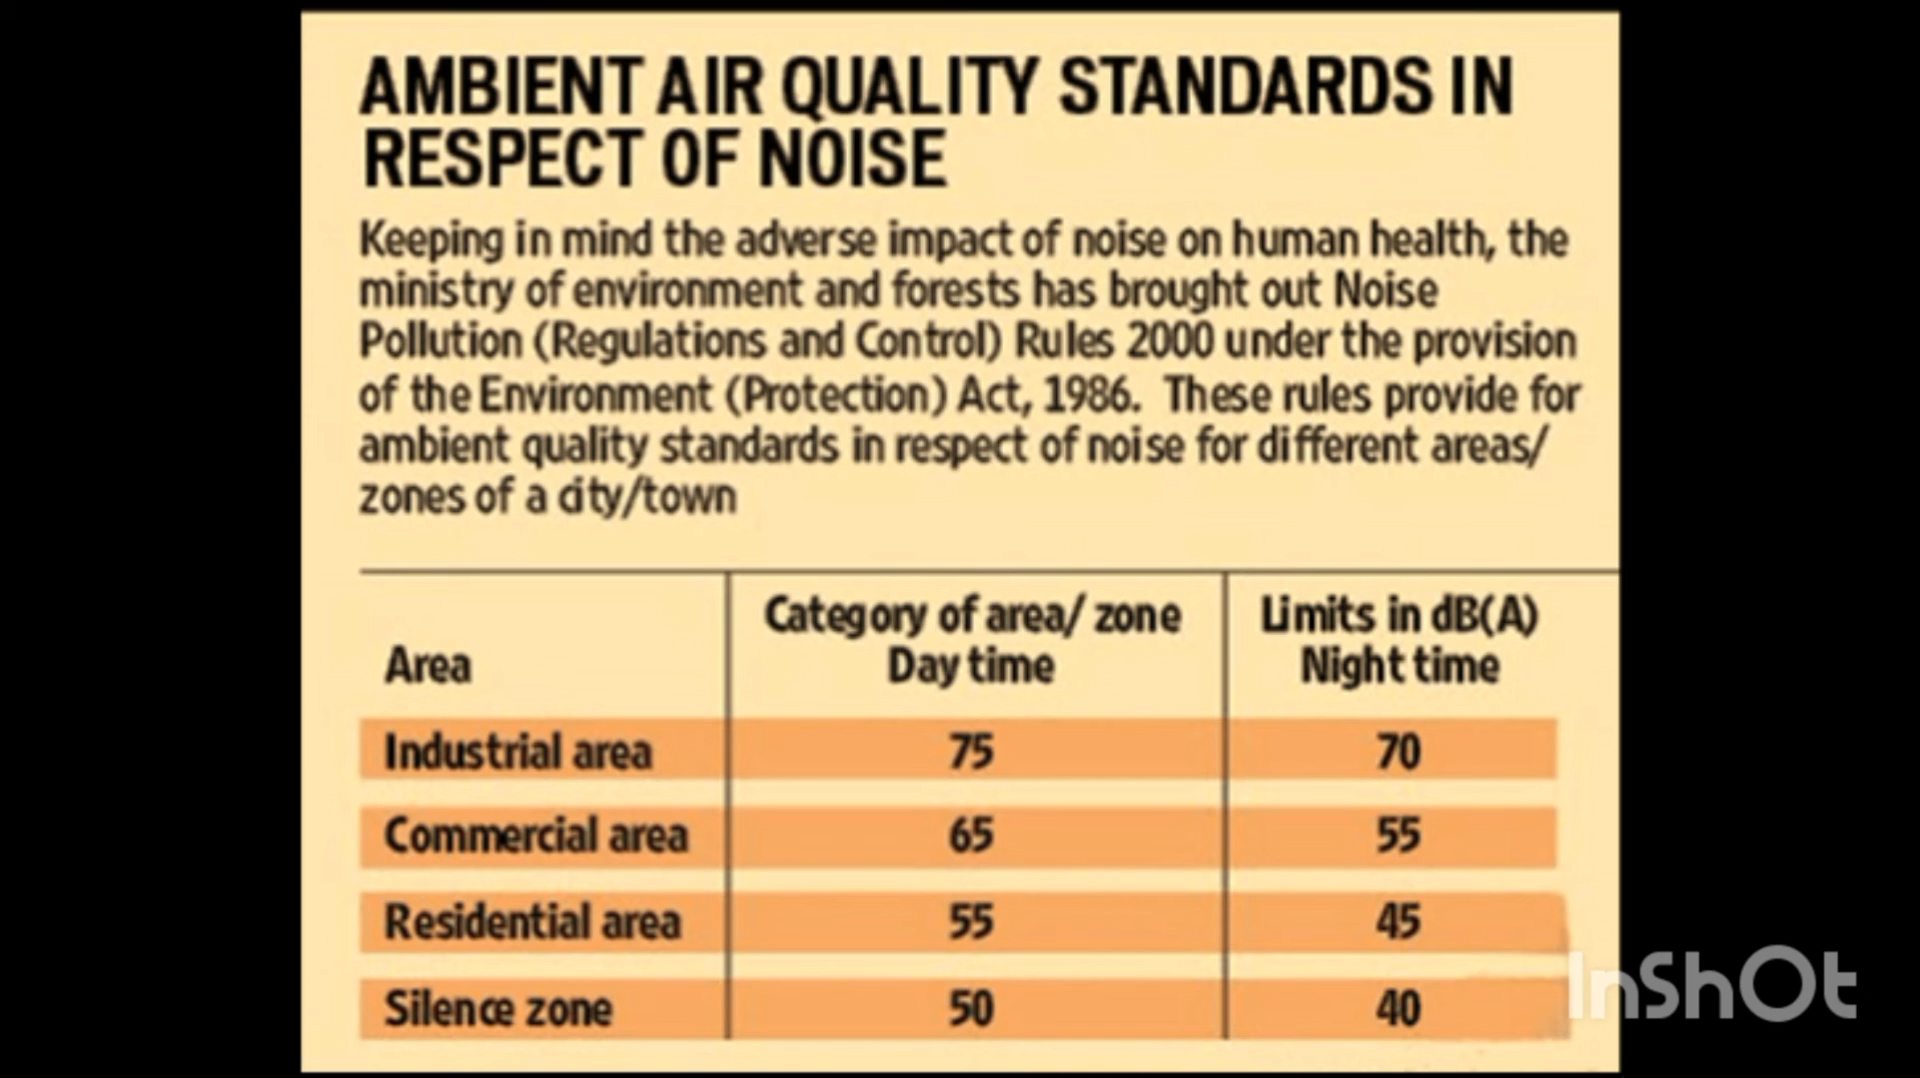 AMBIENT AIR QUALITY STANDARDS IN
RESPECT OF NOISE
Keeping in mind the adverse impact of noise on human health, the
ministry of environment and forests has brought out Noise
Pollution (Regulations and Control) Rules 2000 under the provision
of the Environment (Protection) Act, 1986. These rules provide for
ambient quality standards in respect of noise for different areas/
zones of a city/town
Category of area/ zone Limits in dB(A)
Area Day time Night time
Industrial area 75 70
Commercial area 65 55
Residential area 55 45
Silence zone 50 40
InShOt